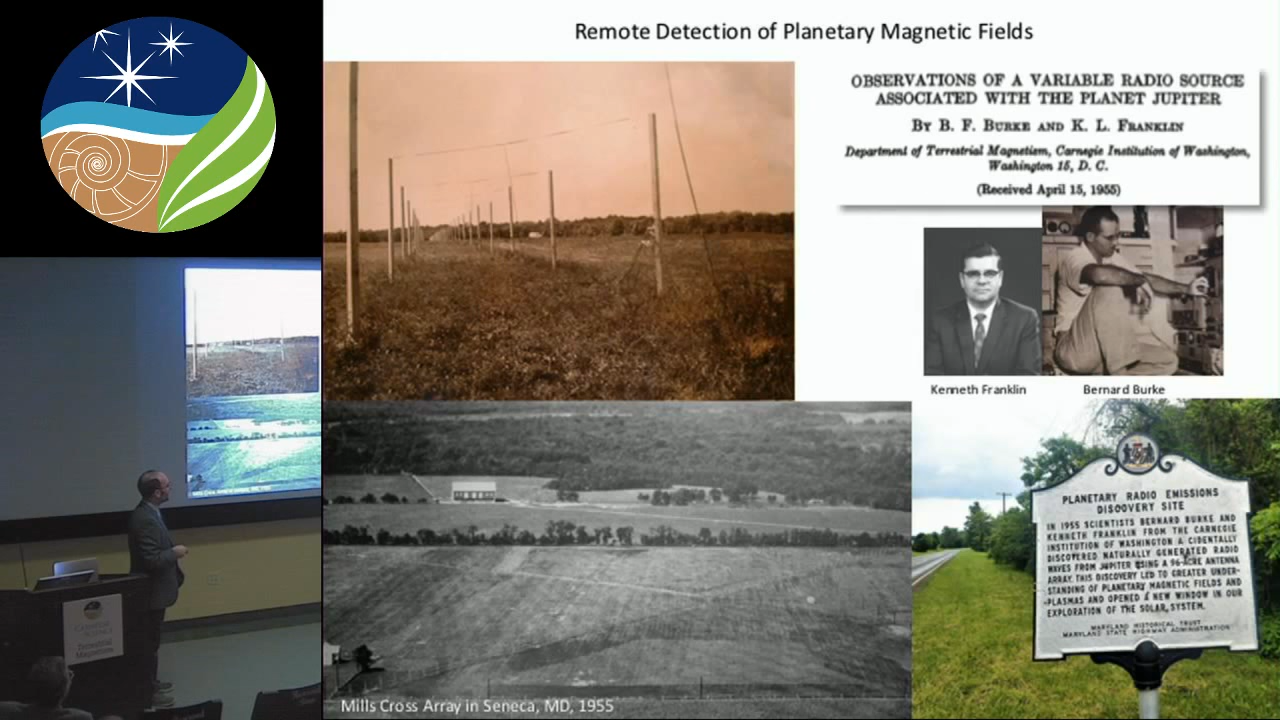 Remote Detection of Planetary Magnetic Fields
OBSERVATIONS OF A VARIABLE RADIO SOURCE
ASSOCIATED WITH THE PLANET JUPITER
By B. F. Burke and K. L. Franklin
Department of Terrestrial Magnetism, Carnegie Institution of Washington,
Washington 15, D. C.
(Received April 15, 1955)
Kenneth Franklin
Bernard Burke
PLANETARY RADIO EMISSIONS
DISCOVERY SITE
IN 1955 SCIENTISTS BERNARD BURKE AND
KENNETH FRANKLIN FROM THE CARNEGIE
INSTITUTION OF WASHINGTON A CIDENTALLY
DISCOVERED NATURALLY GENERATED RADIO
WAVES FROM JUPITER USING A 96-ACRE ANTENNA
ARRAY. THIS DISCOVERY LED TO GREATER UNDER-
STANDING OF PLANETARY MAGNETIC FIELDS AND
PLASMAS AND OPENED A NEW WINDOW IN OUR
EXPLORATION OF THE SOLAR SYSTEM.
MARYLAND HISTORICAL TRUST
MARYLAND STATE HIGHWAY ADMINISTRATION
Mills Cross Array in Seneca, MD, 1955
Terrestrial
Magnetism